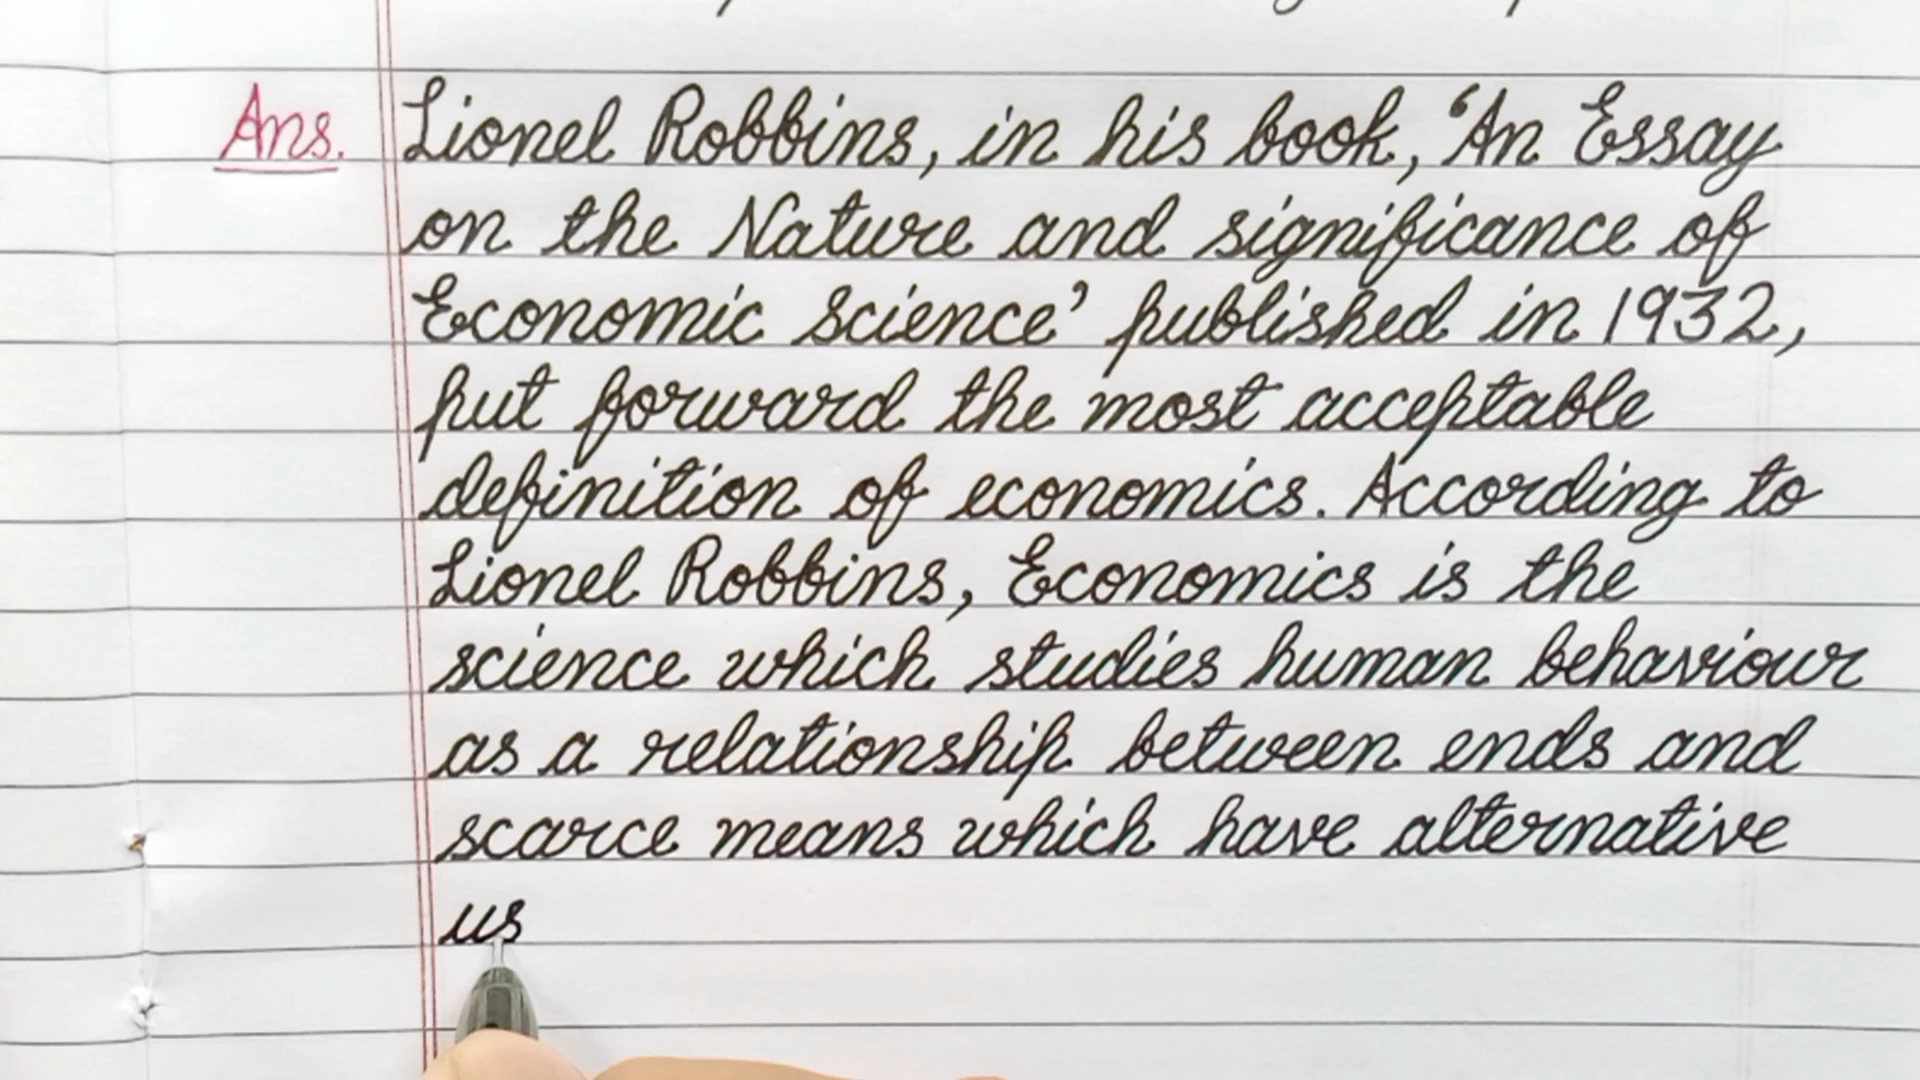 Ans. Lionel Robbins, in his book, 'An Essay
on the Nature and significance of
Economic Science' published in 1932,
put forward the most acceptable
definition of economics. According to
Lionel Robbins, Economics is the
science which studies human behaviour
as a relationship between ends and
scarce means which have alternative
us